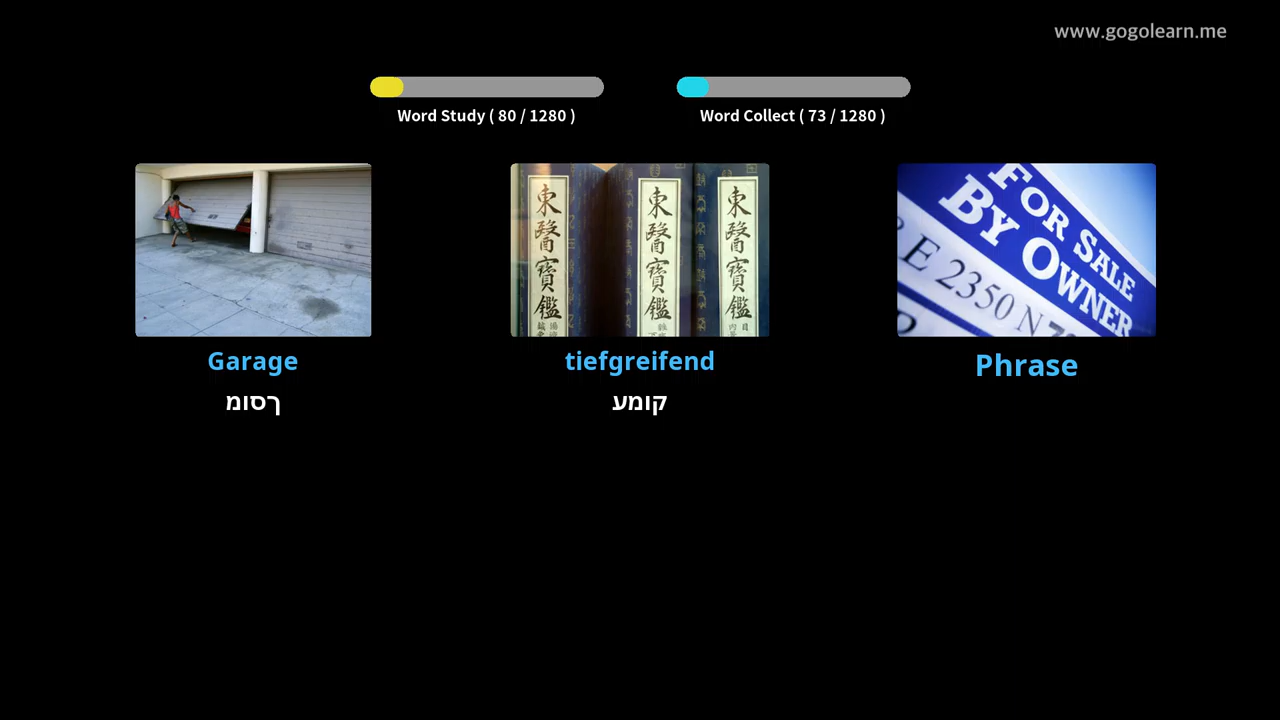 www.gogolearn.me
Word Study ( 80 / 1280 )
Word Collect ( 73 / 1280 )
東醫寶鑑
東醫寶鑑
東醫寶鑑
FOR SALE
BY OWNER
E 2350 N
Garage
ךסומ
tiefgreifend
קומע
Phrase